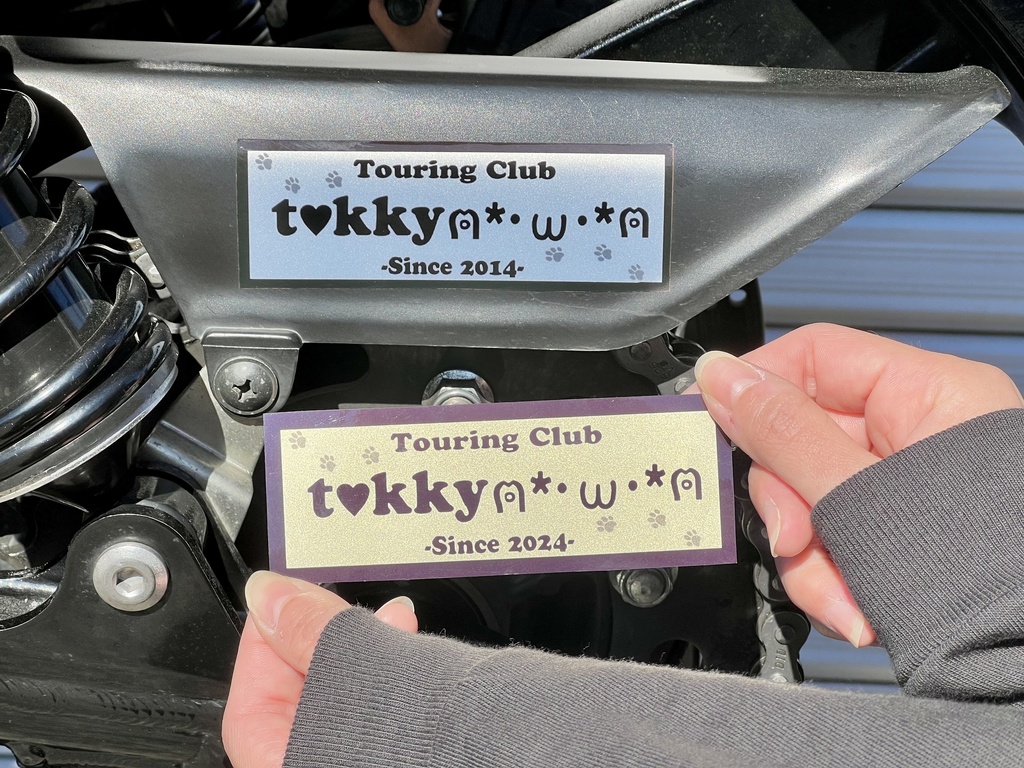 Touring Club
t♥kkyฅ*·ω·*ฅ
-Since 2014-
Touring Club
t♥kkyฅ*·ω·*ฅ
-Since 2024-